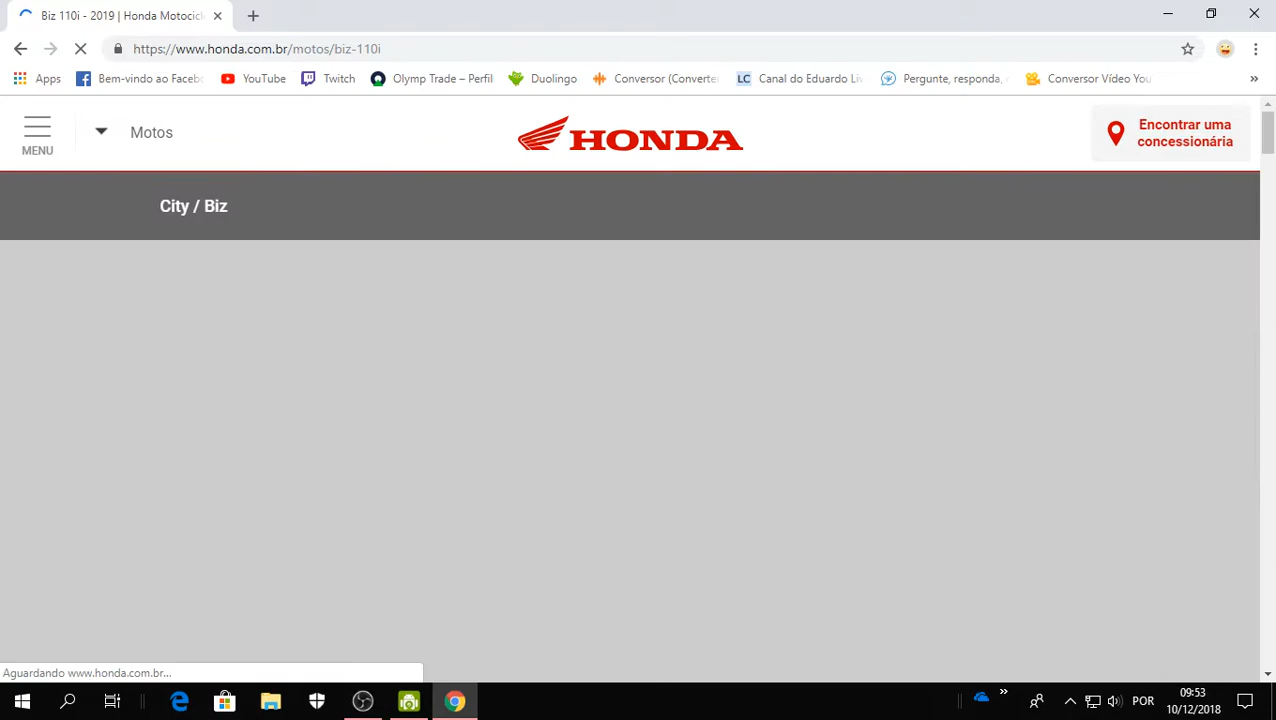 Biz 110i - 2019 | Honda Motocicl
https://www.honda.com.br/motos/biz-110i
Apps Bem-vindo ao Facebo YouTube Twitch Olymp Trade – Perfil Duolingo Conversor (Converte LC Canal do Eduardo Liv Pergunte, responda, Conversor Vídeo You »
MENU Motos HONDA Encontrar uma
concessionária
City / Biz
Aguardando www.honda.com.br...
POR 09:53
10/12/2018